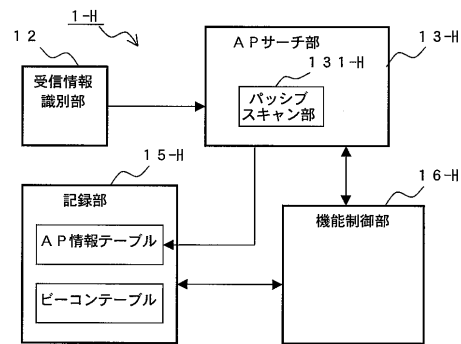 1-H
12
受信情報
識別部
APサーチ部
13-H
131-H
パッシブ
スキャン部
15-H
記録部
AP情報テーブル
ビーコンテーブル
16-H
機能制御部